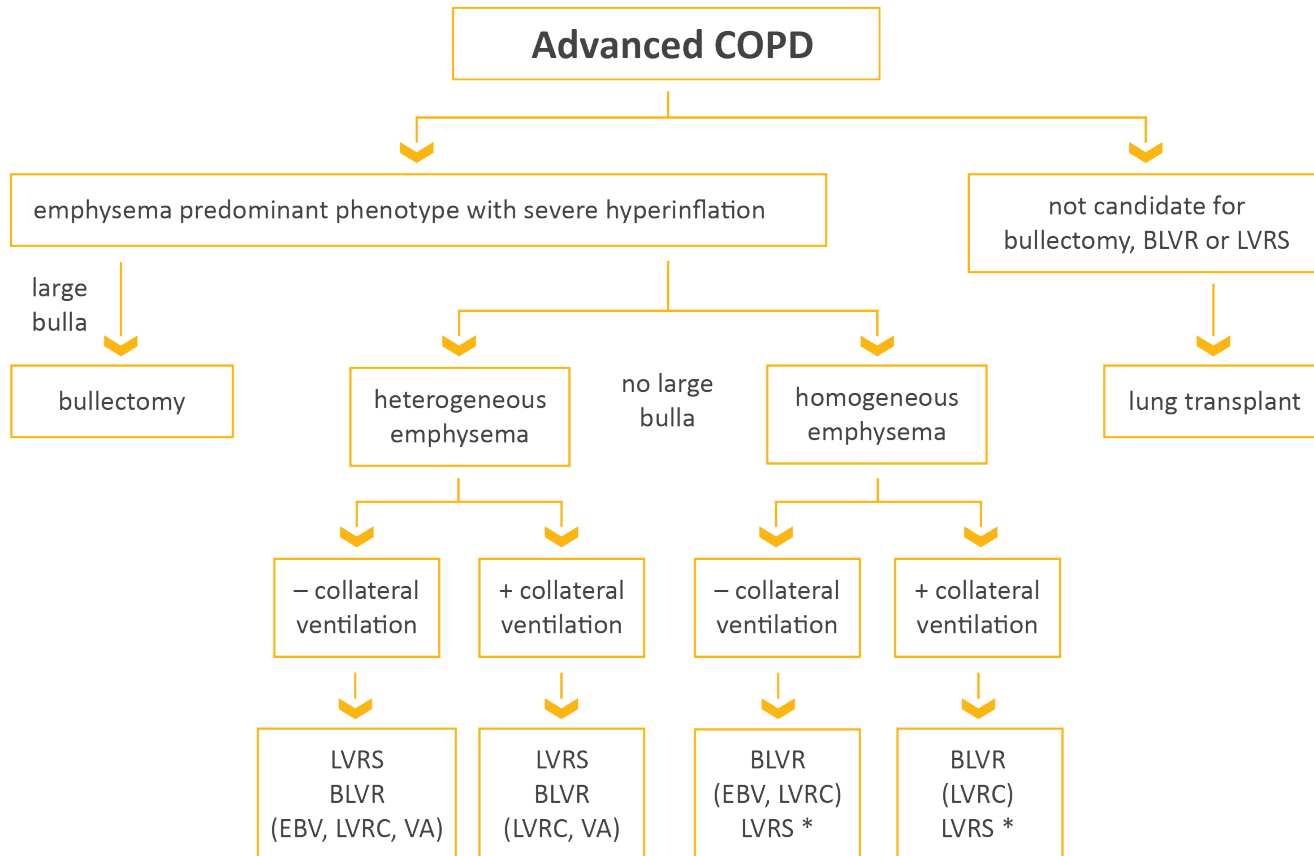 Advanced COPD
emphysema predominant phenotype with severe hyperinflation
not candidate for
bullectomy, BLVR or LVRS
large
bulla
bullectomy
heterogeneous
emphysema
no large
bulla
homogeneous
emphysema
lung transplant
– collateral
ventilation
+ collateral
ventilation
– collateral
ventilation
+ collateral
ventilation
LVRS
BLVR
(EBV, LVRC, VA)
LVRS
BLVR
(LVRC, VA)
BLVR
(EBV, LVRC)
LVRS *
BLVR
(LVRC)
LVRS *